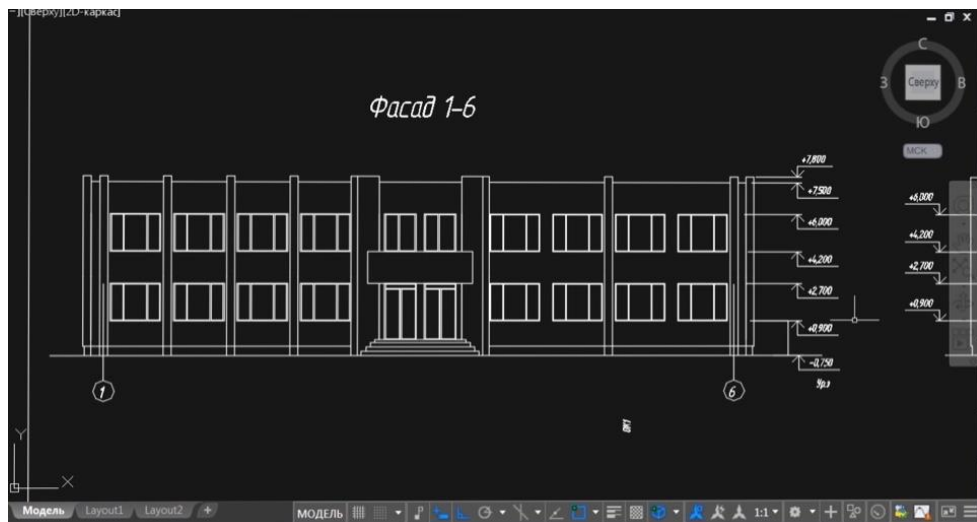 –][Сверху][2D-каркас]
С
З
Сверху
В
Ю
МСК
Фасад 1-6
+7,800
+7,500
+6,000
+4,200
+2,700
+0,900
-0,750
Ур.з
+6,000
+4,200
+2,700
+0,900
1
6
Y
X
Модель
Layout1
Layout2
+
МОДЕЛЬ
1:1